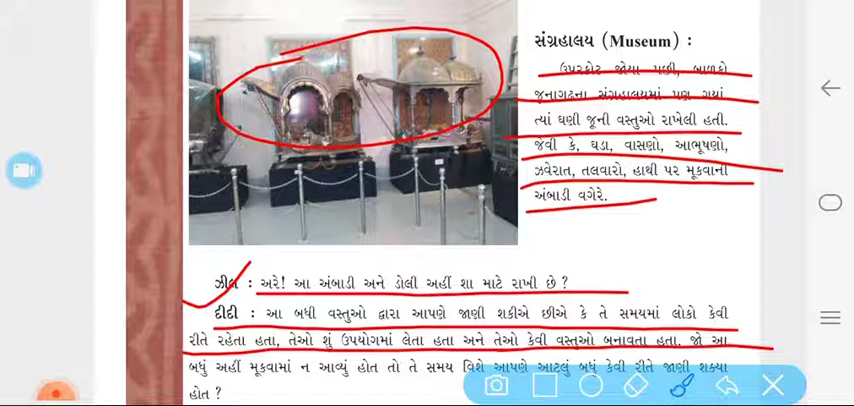 સંગ્રહાલય (Museum) :
ઉપરકોટ જોયા પછી, બાળકો
જૂનાગઢના સંગ્રહાલયમાં પણ ગયાં
ત્યાં ઘણી જૂની વસ્તુઓ રાખેલી હતી.
જેવી કે, ઘડા, વાસણો, આભૂષણો,
ઝવેરાત, તલવારો, હાથી પર મૂકવાની
અંબાડી વગેરે.
ઝીલ : અરે! આ અંબાડી અને ડોલી અહીં શા માટે રાખી છે ?
દીદી : આ બધી વસ્તુઓ દ્વારા આપણે જાણી શકીએ છીએ કે તે સમયમાં લોકો કેવી
રીતે રહેતા હતા, તેઓ શું ઉપયોગમાં લેતા હતા અને તેઓ કેવી વસ્તુઓ બનાવતા હતા. જો આ
બધું અહીં મૂકવામાં ન આવ્યું હોત તો તે સમય વિશે આપણે આટલું બધું કેવી રીતે જાણી શક્યા
હોત ?